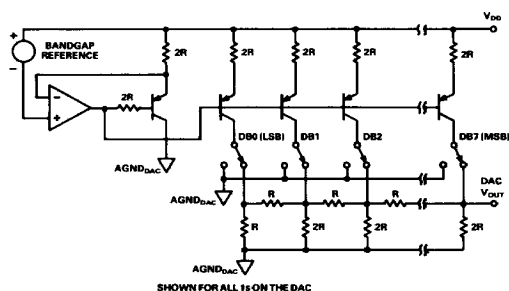 V_DD
+
BANDGAP
REFERENCE
−
2R 2R 2R 2R 2R
−
+
2R
DB0 (LSB) DB1 DB2 DB7 (MSB)
AGND_DAC
AGND_DAC
DAC
V_OUT
R R R
R 2R 2R 2R
AGND_DAC
SHOWN FOR ALL 1s ON THE DAC